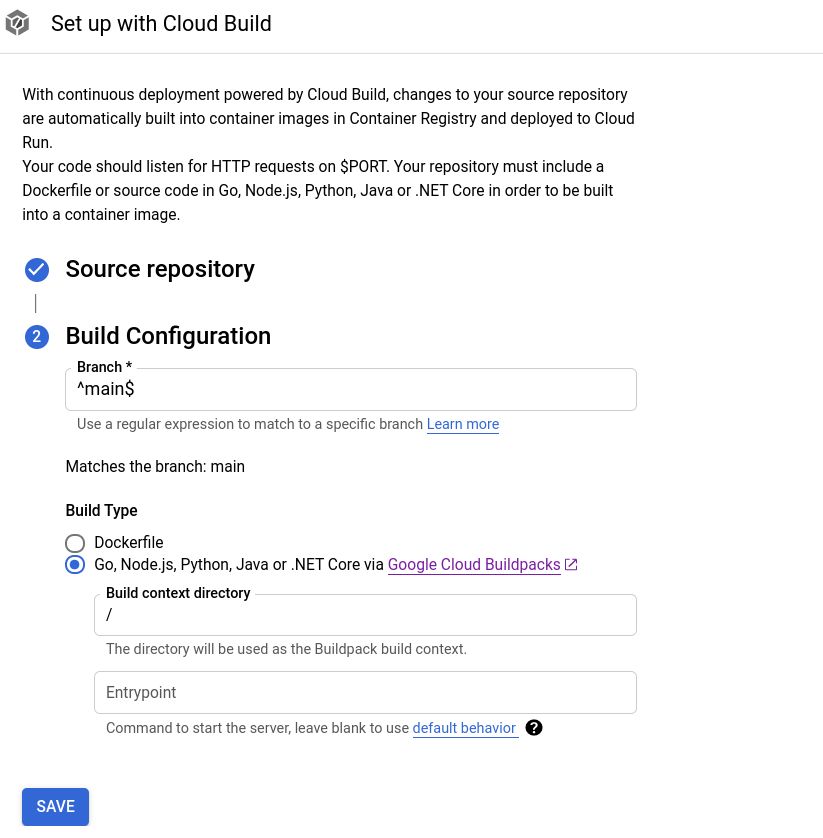 Set up with Cloud Build
With continuous deployment powered by Cloud Build, changes to your source repository
are automatically built into container images in Container Registry and deployed to Cloud
Run.
Your code should listen for HTTP requests on $PORT. Your repository must include a
Dockerfile or source code in Go, Node.js, Python, Java or .NET Core in order to be built
into a container image.
Source repository
2 Build Configuration
Branch *
^main$
Use a regular expression to match to a specific branch Learn more
Matches the branch: main
Build Type
Dockerfile
Go, Node.js, Python, Java or .NET Core via Google Cloud Buildpacks
Build context directory
/
The directory will be used as the Buildpack build context.
Entrypoint
Command to start the server, leave blank to use default behavior ?
SAVE